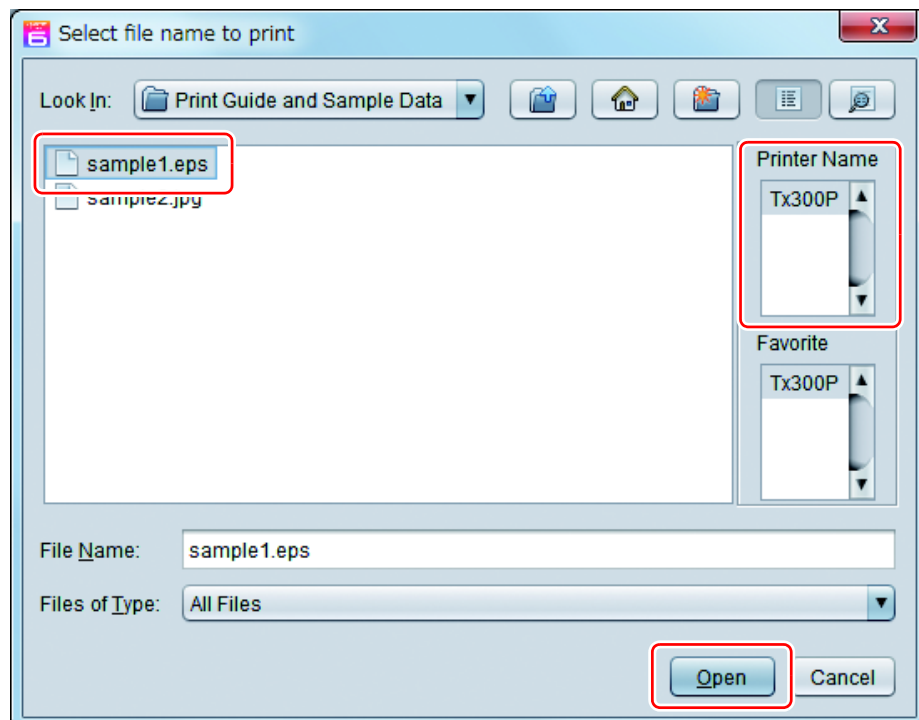 Select file name to print
Look In: Print Guide and Sample Data
sample1.eps
sample2.jpg
Printer Name
Tx300P
Favorite
Tx300P
File Name: sample1.eps
Files of Type: All Files
Open Cancel